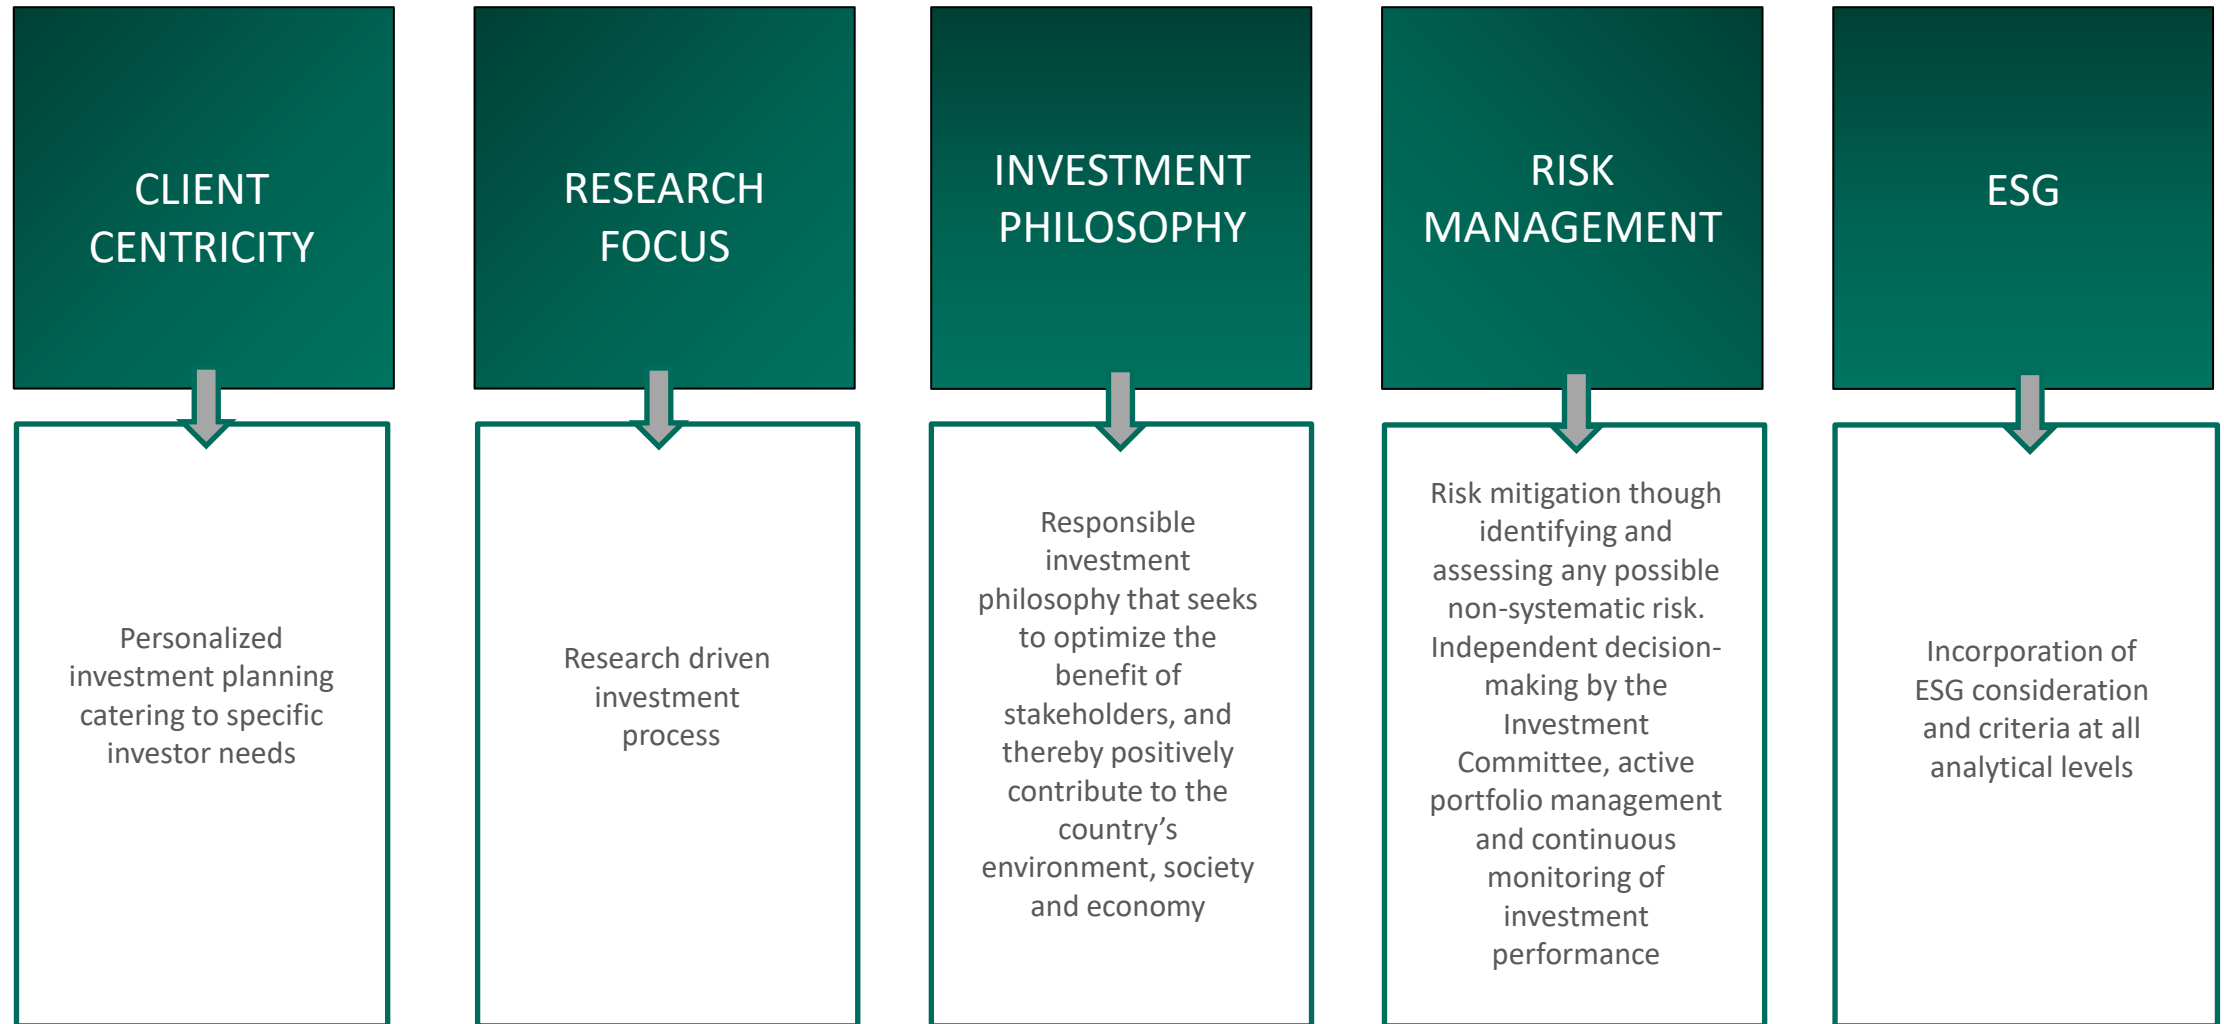 CLIENT
CENTRICITY
Personalized
investment planning
catering to specific
investor needs
RESEARCH
FOCUS
Research driven
investment
process
INVESTMENT
PHILOSOPHY
Responsible
investment
philosophy that seeks
to optimize the
benefit of
stakeholders, and
thereby positively
contribute to the
country’s
environment, society
and economy
RISK
MANAGEMENT
Risk mitigation though
identifying and
assessing any possible
non-systematic risk.
Independent decision-
making by the
Investment
Committee, active
portfolio management
and continuous
monitoring of
investment
performance
ESG
Incorporation of
ESG consideration
and criteria at all
analytical levels